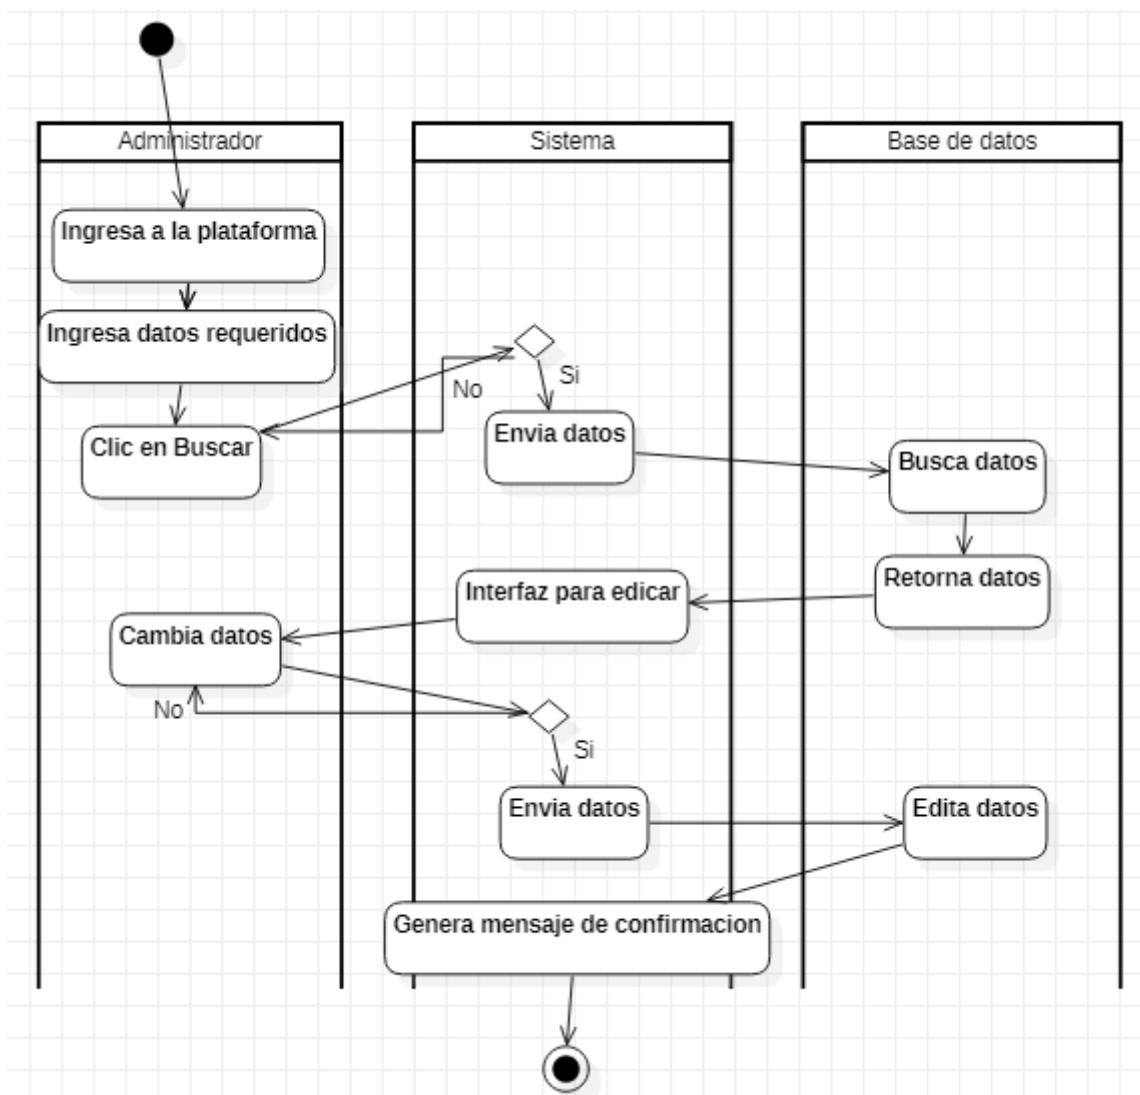 Administrador
Sistema
Base de datos
Ingresa a la plataforma
Ingresa datos requeridos
No
Si
Clic en Buscar
Envia datos
Busca datos
Interfaz para edicar
Retorna datos
Cambia datos
No
Si
Envia datos
Edita datos
Genera mensaje de confirmacion